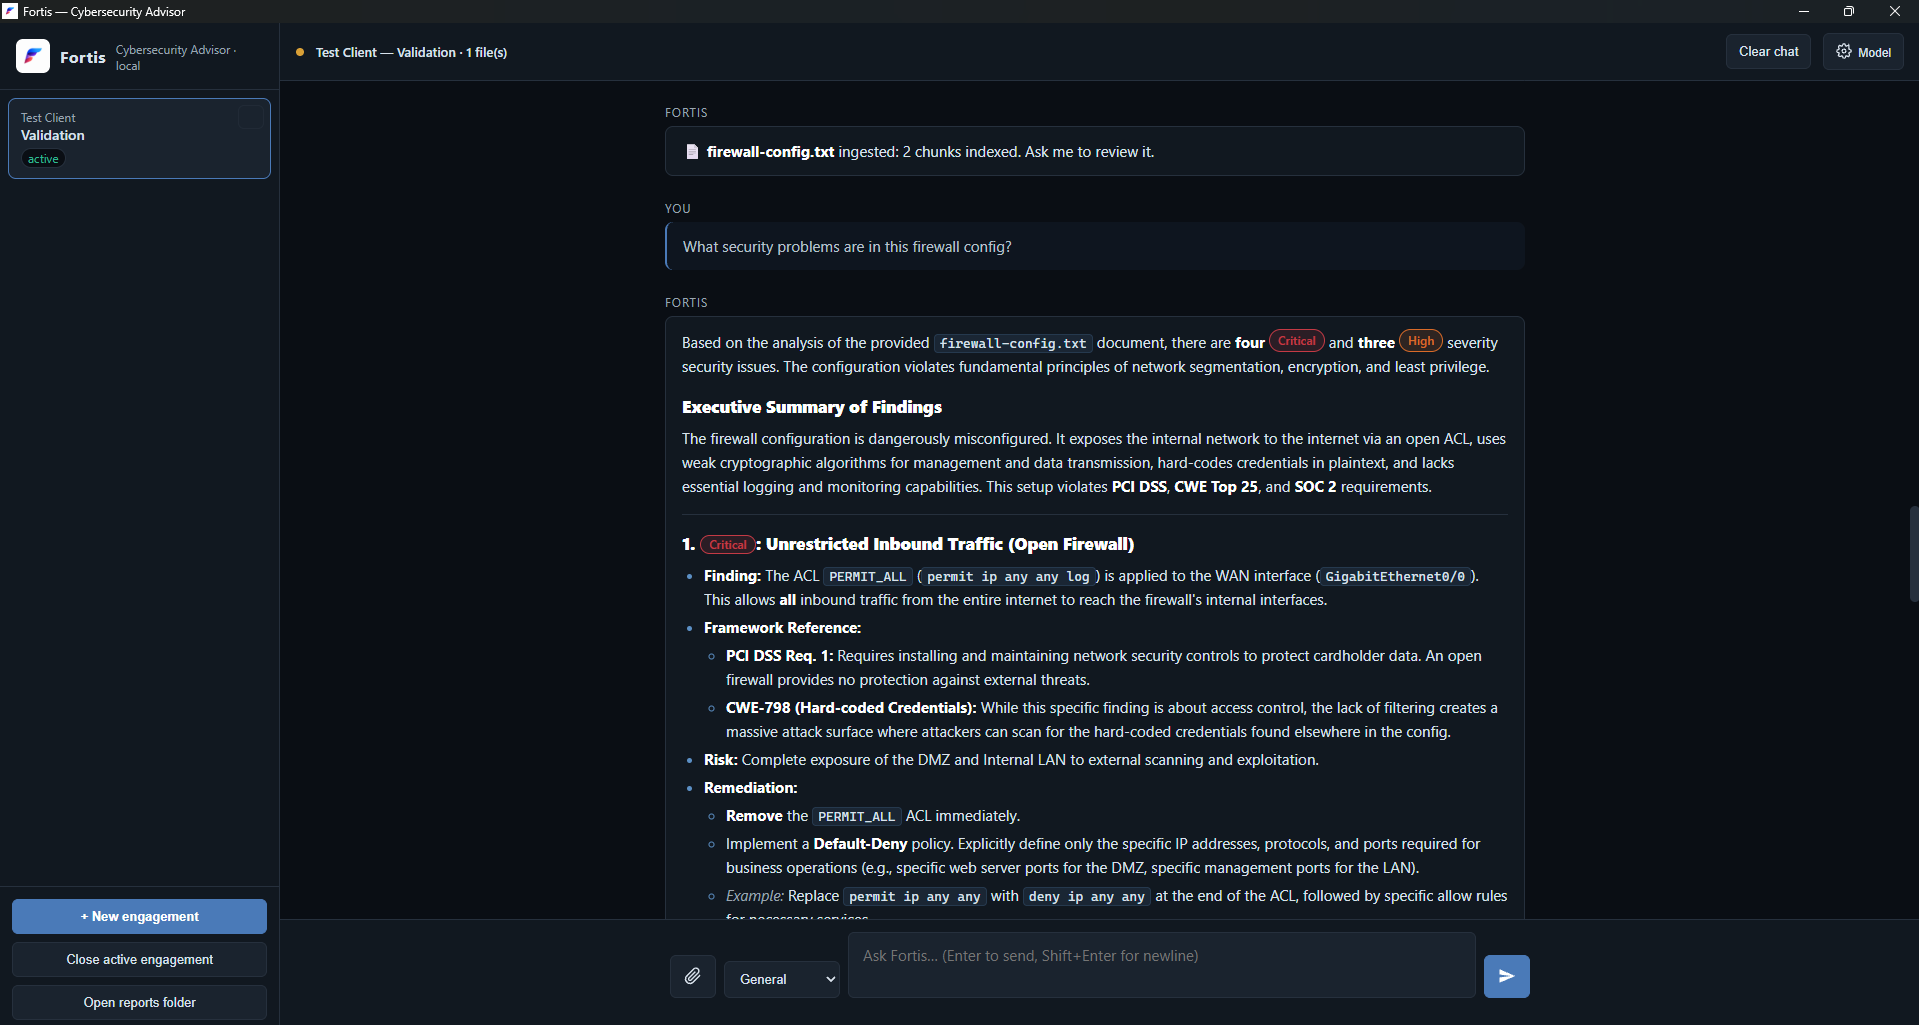 Fortis — Cybersecurity Advisor
Fortis
Cybersecurity Advisor ·
local
Test Client — Validation · 1 file(s)
Clear chat
Model
Test Client
Validation
active
FORTIS
firewall-config.txt ingested: 2 chunks indexed. Ask me to review it.
YOU
What security problems are in this firewall config?
FORTIS
Based on the analysis of the provided firewall-config.txt document, there are four Critical and three High severity
security issues. The configuration violates fundamental principles of network segmentation, encryption, and least privilege.
Executive Summary of Findings
The firewall configuration is dangerously misconfigured. It exposes the internal network to the internet via an open ACL, uses
weak cryptographic algorithms for management and data transmission, hard-codes credentials in plaintext, and lacks
essential logging and monitoring capabilities. This setup violates PCI DSS, CWE Top 25, and SOC 2 requirements.
1. Critical: Unrestricted Inbound Traffic (Open Firewall)
• Finding: The ACL PERMIT_ALL (permit ip any any log) is applied to the WAN interface (GigabitEthernet0/0).
This allows all inbound traffic from the entire internet to reach the firewall's internal interfaces.
• Framework Reference:
◦ PCI DSS Req. 1: Requires installing and maintaining network security controls to protect cardholder data. An open
firewall provides no protection against external threats.
◦ CWE-798 (Hard-coded Credentials): While this specific finding is about access control, the lack of filtering creates a
massive attack surface where attackers can scan for the hard-coded credentials found elsewhere in the config.
• Risk: Complete exposure of the DMZ and Internal LAN to external scanning and exploitation.
• Remediation:
◦ Remove the PERMIT_ALL ACL immediately.
◦ Implement a Default-Deny policy. Explicitly define only the specific IP addresses, protocols, and ports required for
business operations (e.g., specific web server ports for the DMZ, specific management ports for the LAN).
◦ Example: Replace permit ip any any with deny ip any any at the end of the ACL, followed by specific allow rules
for necessary services.
+ New engagement
Close active engagement
Open reports folder
General
Ask Fortis... (Enter to send, Shift+Enter for newline)